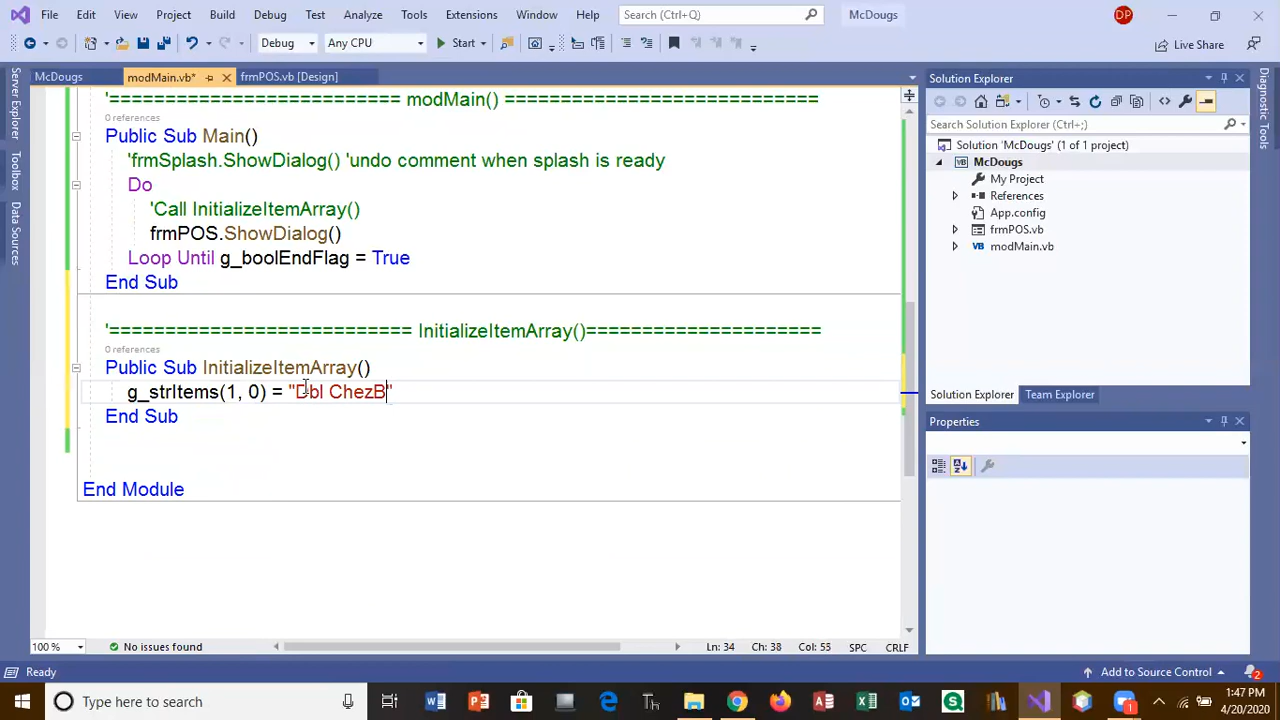 File Edit View Project Build Debug Test Analyze Tools Extensions Window Help Search (Ctrl+Q) McDougs DP
Debug Any CPU Start Live Share
McDougs modMain.vb* frmPOS.vb [Design]
Server Explorer
Toolbox
Data Sources
'========================== modMain() ============================
0 references
Public Sub Main()
'frmSplash.ShowDialog() 'undo comment when splash is ready
Do
'Call InitializeItemArray()
frmPOS.ShowDialog()
Loop Until g_boolEndFlag = True
End Sub
'=========================== InitializeItemArray()=====================
0 references
Public Sub InitializeItemArray()
g_strItems(1, 0) = "Dbl ChezB"
End Sub
End Module
100 % No issues found Ln: 34 Ch: 38 Col: 55 SPC CRLF
Solution Explorer
Search Solution Explorer (Ctrl+;)
Solution 'McDougs' (1 of 1 project)
McDougs
My Project
References
App.config
frmPOS.vb
modMain.vb
Solution Explorer Team Explorer
Properties
Diagnostic Tools
Ready Add to Source Control 2
Type here to search 1:47 PM
4/20/2020